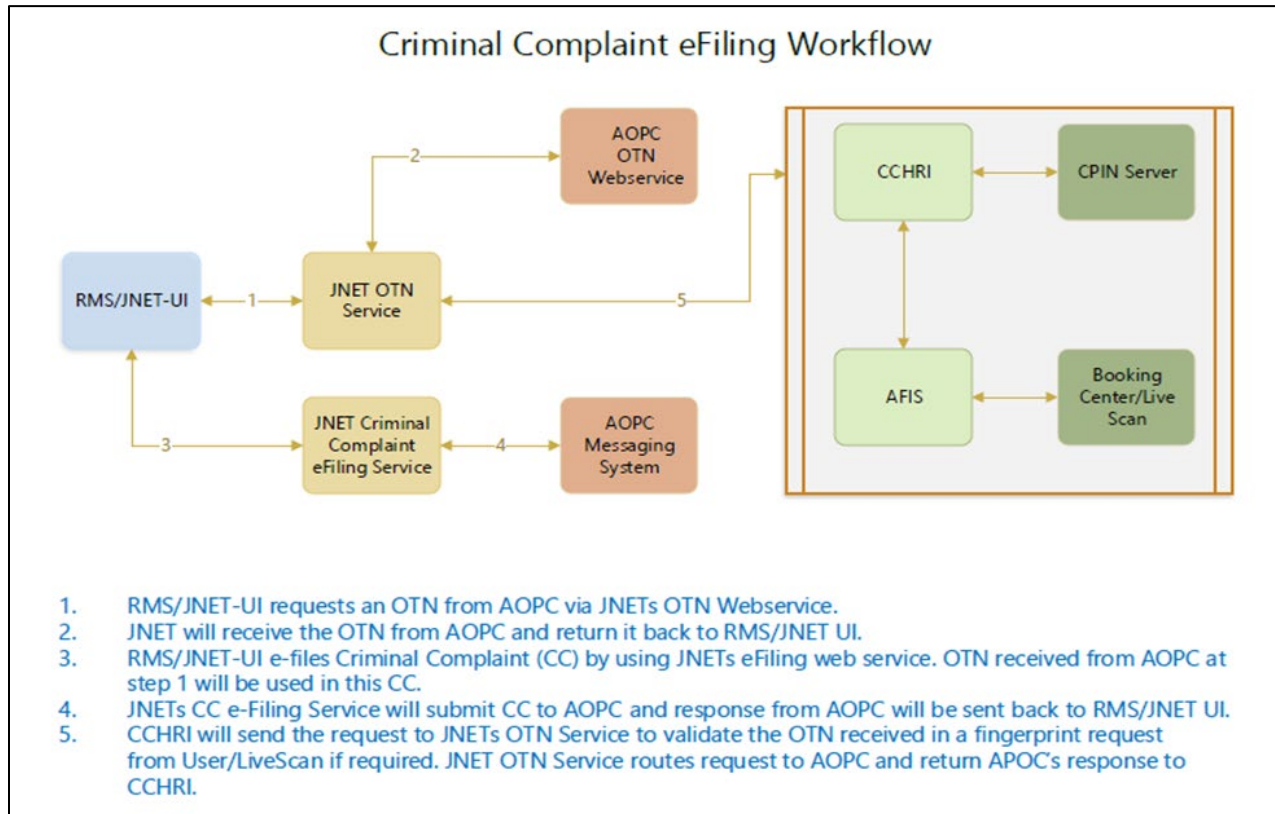 Criminal Complaint eFiling Workflow
AOPC
OTN
Webservice
2
CCHRI
CPIN Server
RMS/JNET-UI
1
JNET OTN
Service
5
JNET Criminal
Complaint
eFiling Service
3
4
AOPC
Messaging
System
AFIS
Booking
Center/Live
Scan
1. RMS/JNET-UI requests an OTN from AOPC via JNETs OTN Webservice.
2. JNET will receive the OTN from AOPC and return it back to RMS/JNET UI.
3. RMS/JNET-UI e-files Criminal Complaint (CC) by using JNETs eFiling web service. OTN received from AOPC at
step 1 will be used in this CC.
4. JNETs CC e-Filing Service will submit CC to AOPC and response from AOPC will be sent back to RMS/JNET UI.
5. CCHRI will send the request to JNETs OTN Service to validate the OTN received in a fingerprint request
from User/LiveScan if required. JNET OTN Service routes request to AOPC and return APOC's response to
CCHRI.